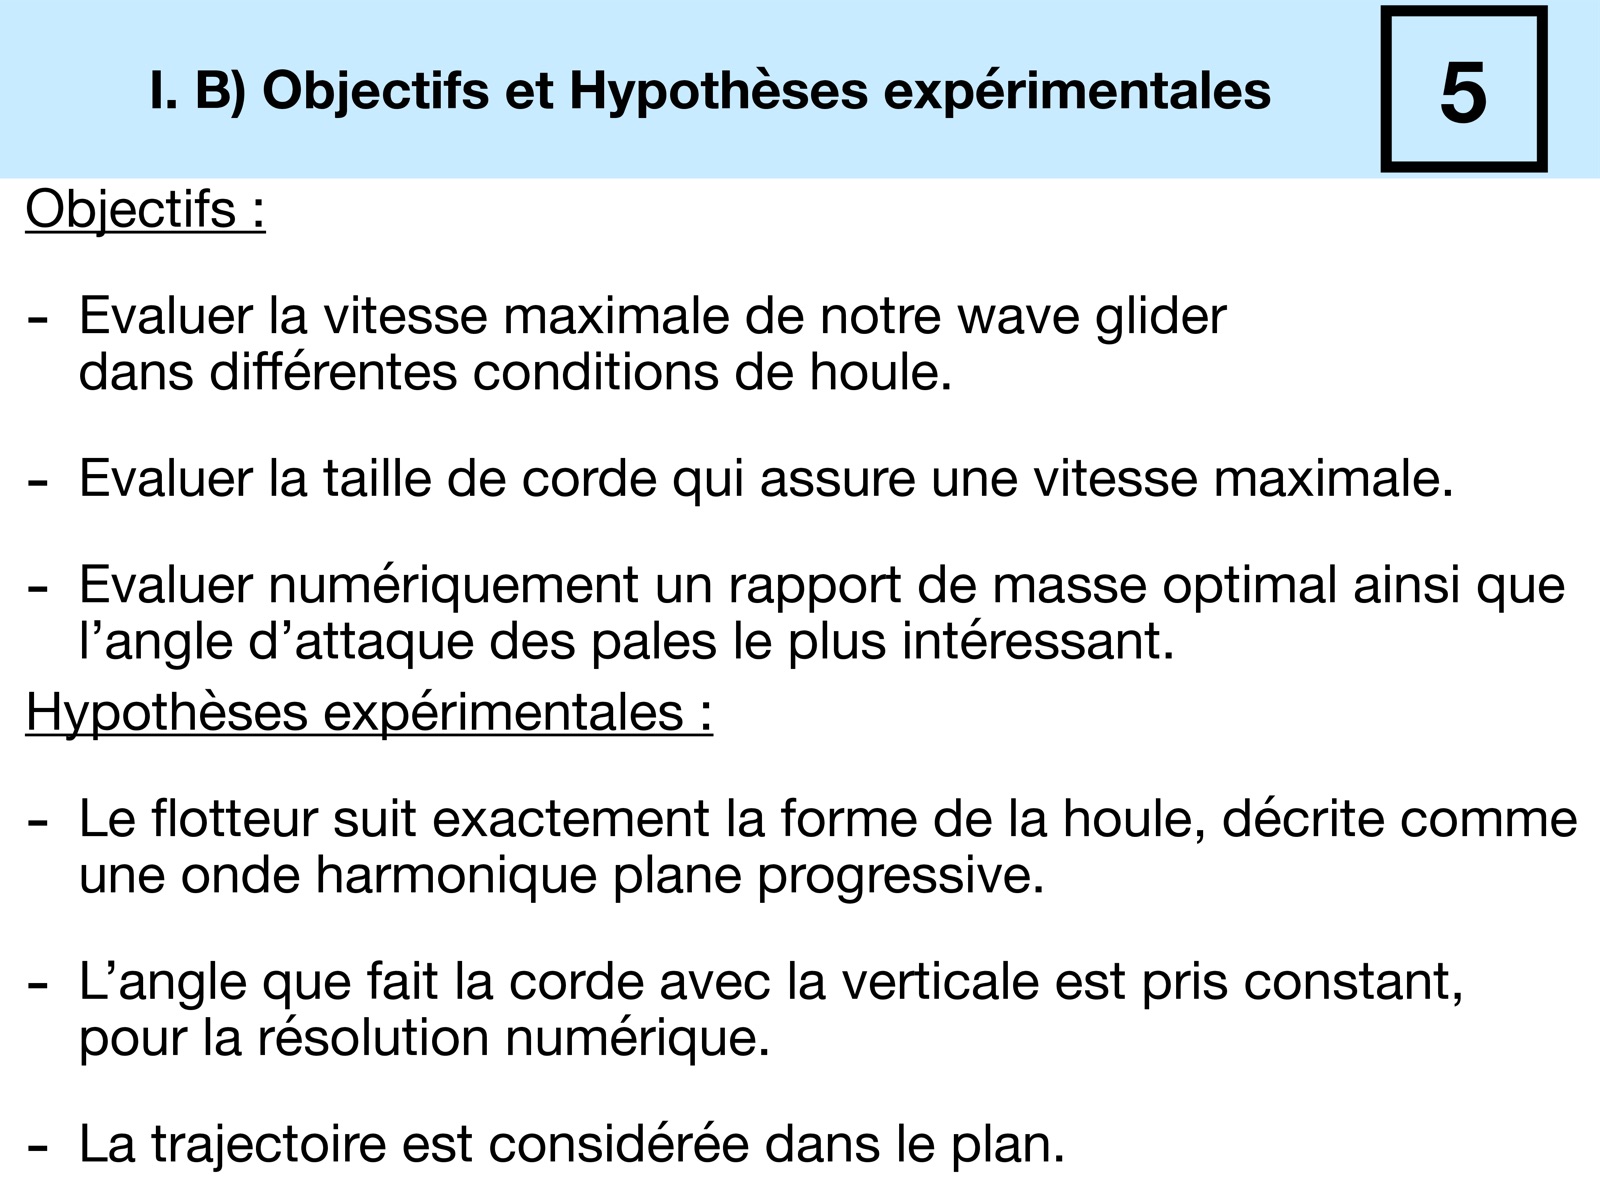 I. B) Objectifs et Hypothèses expérimentales
5
Objectifs :
- Evaluer la vitesse maximale de notre wave glider
dans différentes conditions de houle.
- Evaluer la taille de corde qui assure une vitesse maximale.
- Evaluer numériquement un rapport de masse optimal ainsi que
l’angle d’attaque des pales le plus intéressant.
Hypothèses expérimentales :
- Le flotteur suit exactement la forme de la houle, décrite comme
une onde harmonique plane progressive.
- L’angle que fait la corde avec la verticale est pris constant,
pour la résolution numérique.
- La trajectoire est considérée dans le plan.